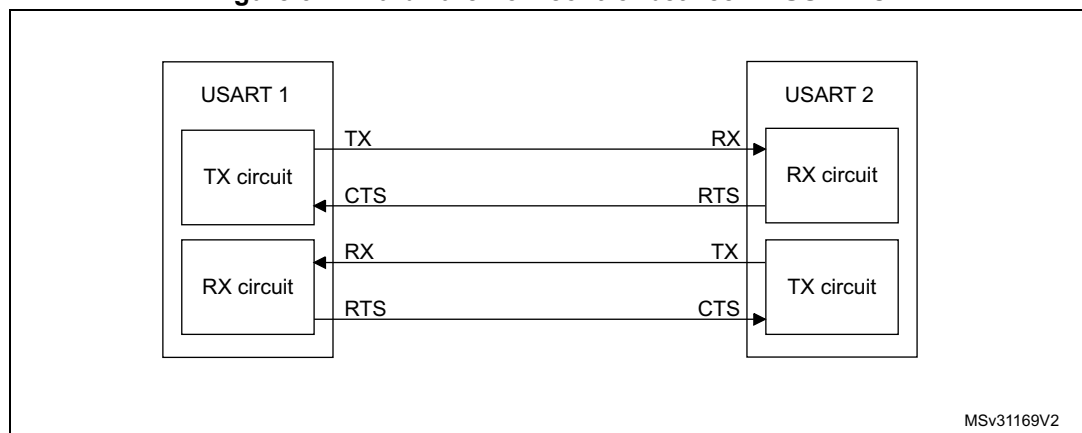 USART 1
USART 2
TX circuit
TX
RX
RX circuit
CTS
RTS
RX circuit
RX
TX
TX circuit
RTS
CTS
MSv31169V2